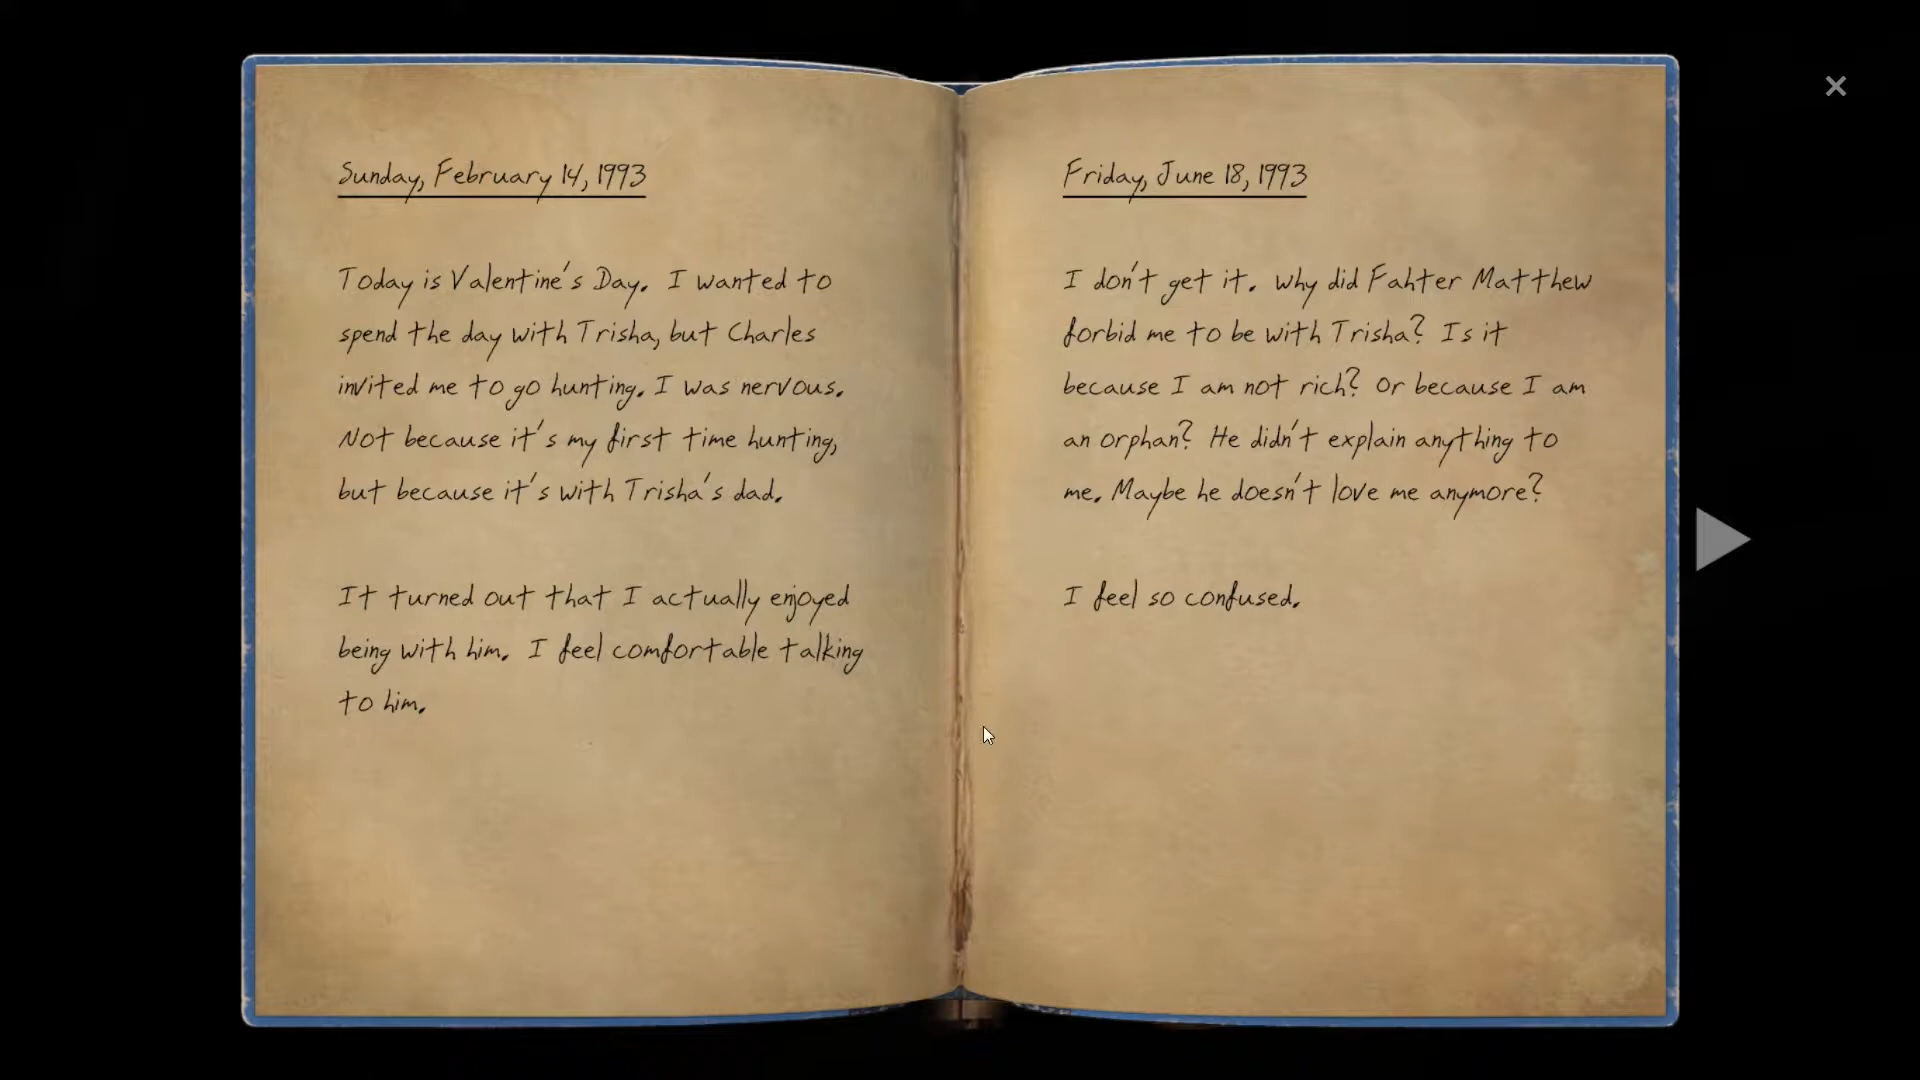 Sunday, February 14, 1993
Today is Valentine's Day. I wanted to
spend the day with Trisha, but Charles
invited me to go hunting. I was nervous.
Not because it's my first time hunting,
but because it's with Trisha's dad.
It turned out that I actually enjoyed
being with him. I feel comfortable talking
to him.
Friday, June 18, 1993
I don't get it. Why did Fahter Matthew
forbid me to be with Trisha? Is it
because I am not rich? Or because I am
an orphan? He didn't explain anything to
me. Maybe he doesn't love me anymore?
I feel so confused.